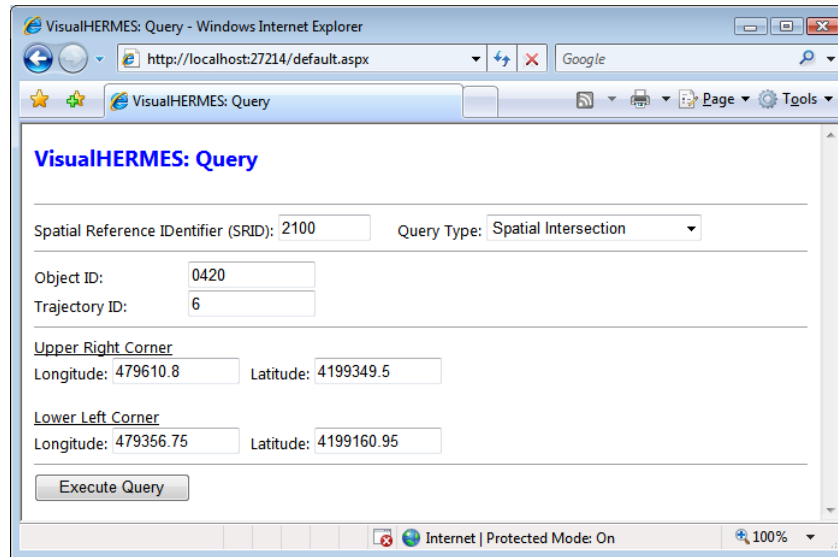 VisualHERMES: Query - Windows Internet Explorer
http://localhost:27214/default.aspx
Google
VisualHERMES: Query
Page
Tools
VisualHERMES: Query
Spatial Reference IDentifier (SRID): 2100 Query Type: Spatial Intersection
Object ID: 0420
Trajectory ID: 6
Upper Right Corner
Longitude: 479610.8 Latitude: 4199349.5
Lower Left Corner
Longitude: 479356.75 Latitude: 4199160.95
Execute Query
Internet | Protected Mode: On 100%